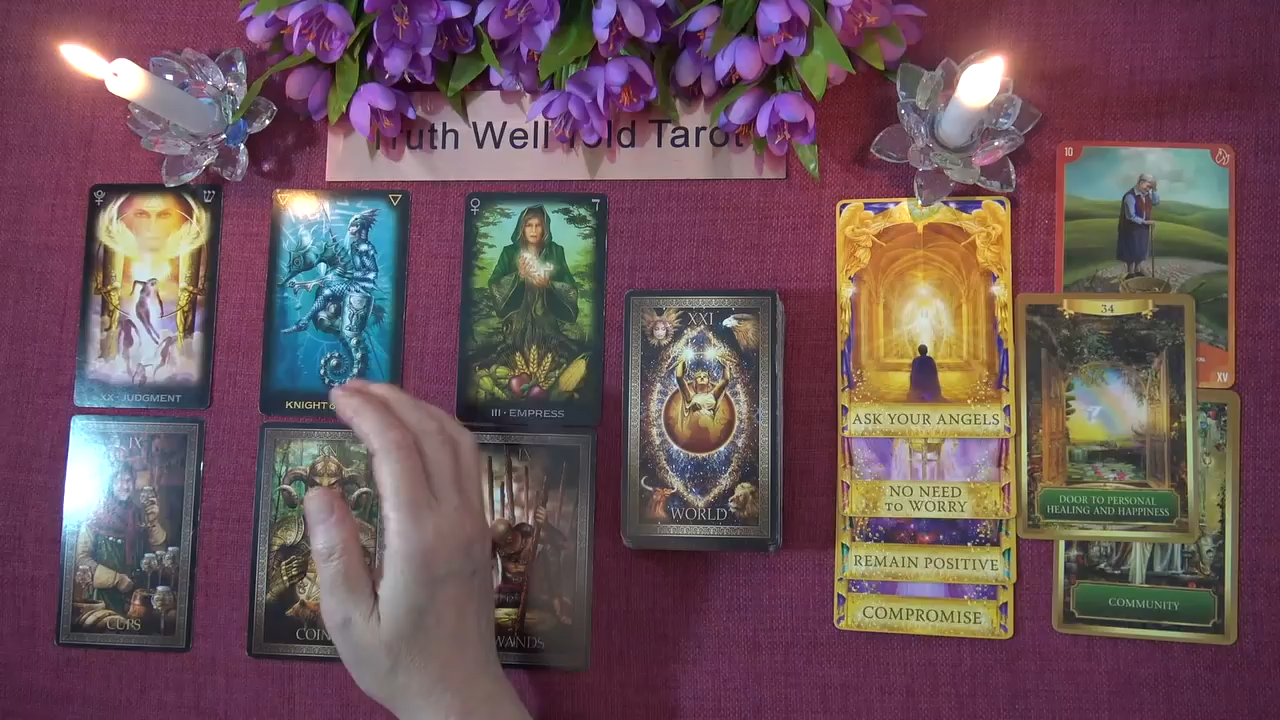 Truth Well Told Tarot
XX · JUDGMENT
KNIGHT
III · EMPRESS
IX
CUPS
COIN
IX
WANDS
XXI
WORLD
ASK YOUR ANGELS
NO NEED
TO WORRY
REMAIN POSITIVE
COMPROMISE
10
XV
34
DOOR TO PERSONAL
HEALING AND HAPPINESS
COMMUNITY